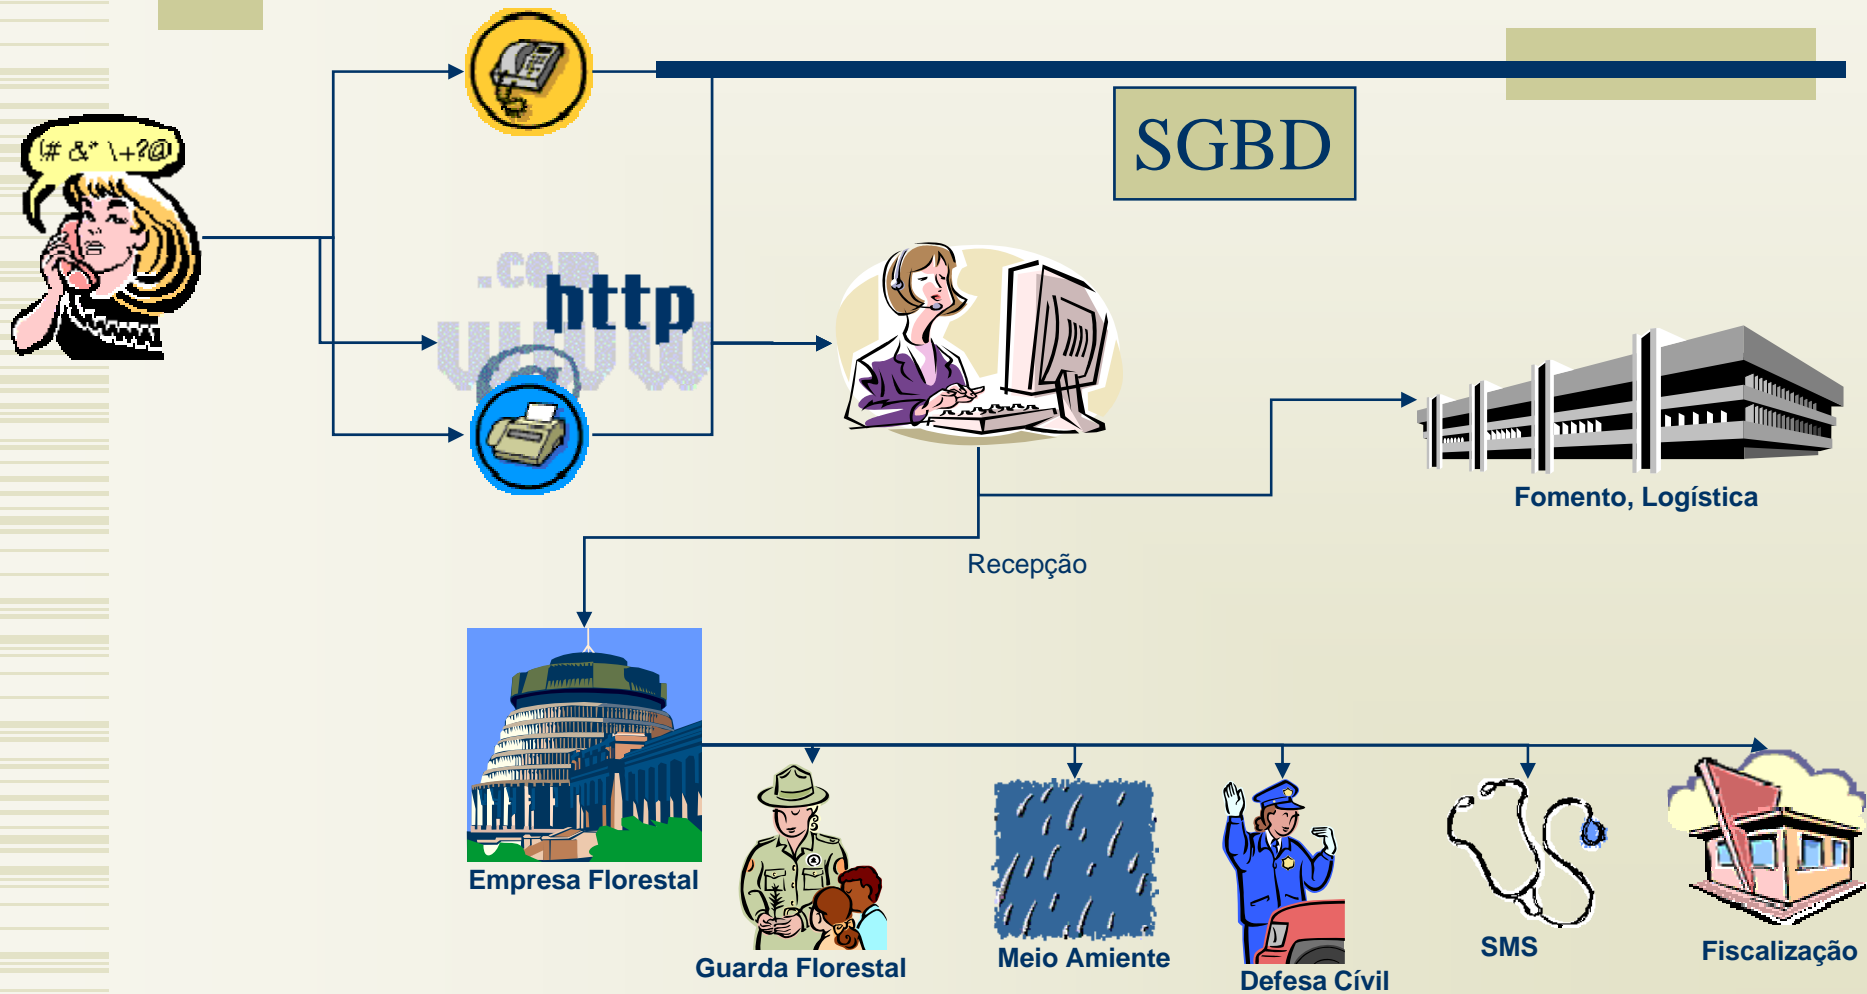 (# &* \+?@
SGBD
.com
http
www
@
Fomento, Logística
Recepção
Empresa Florestal
Guarda Florestal
Meio Amiente
Defesa Cívil
SMS
Fiscalização